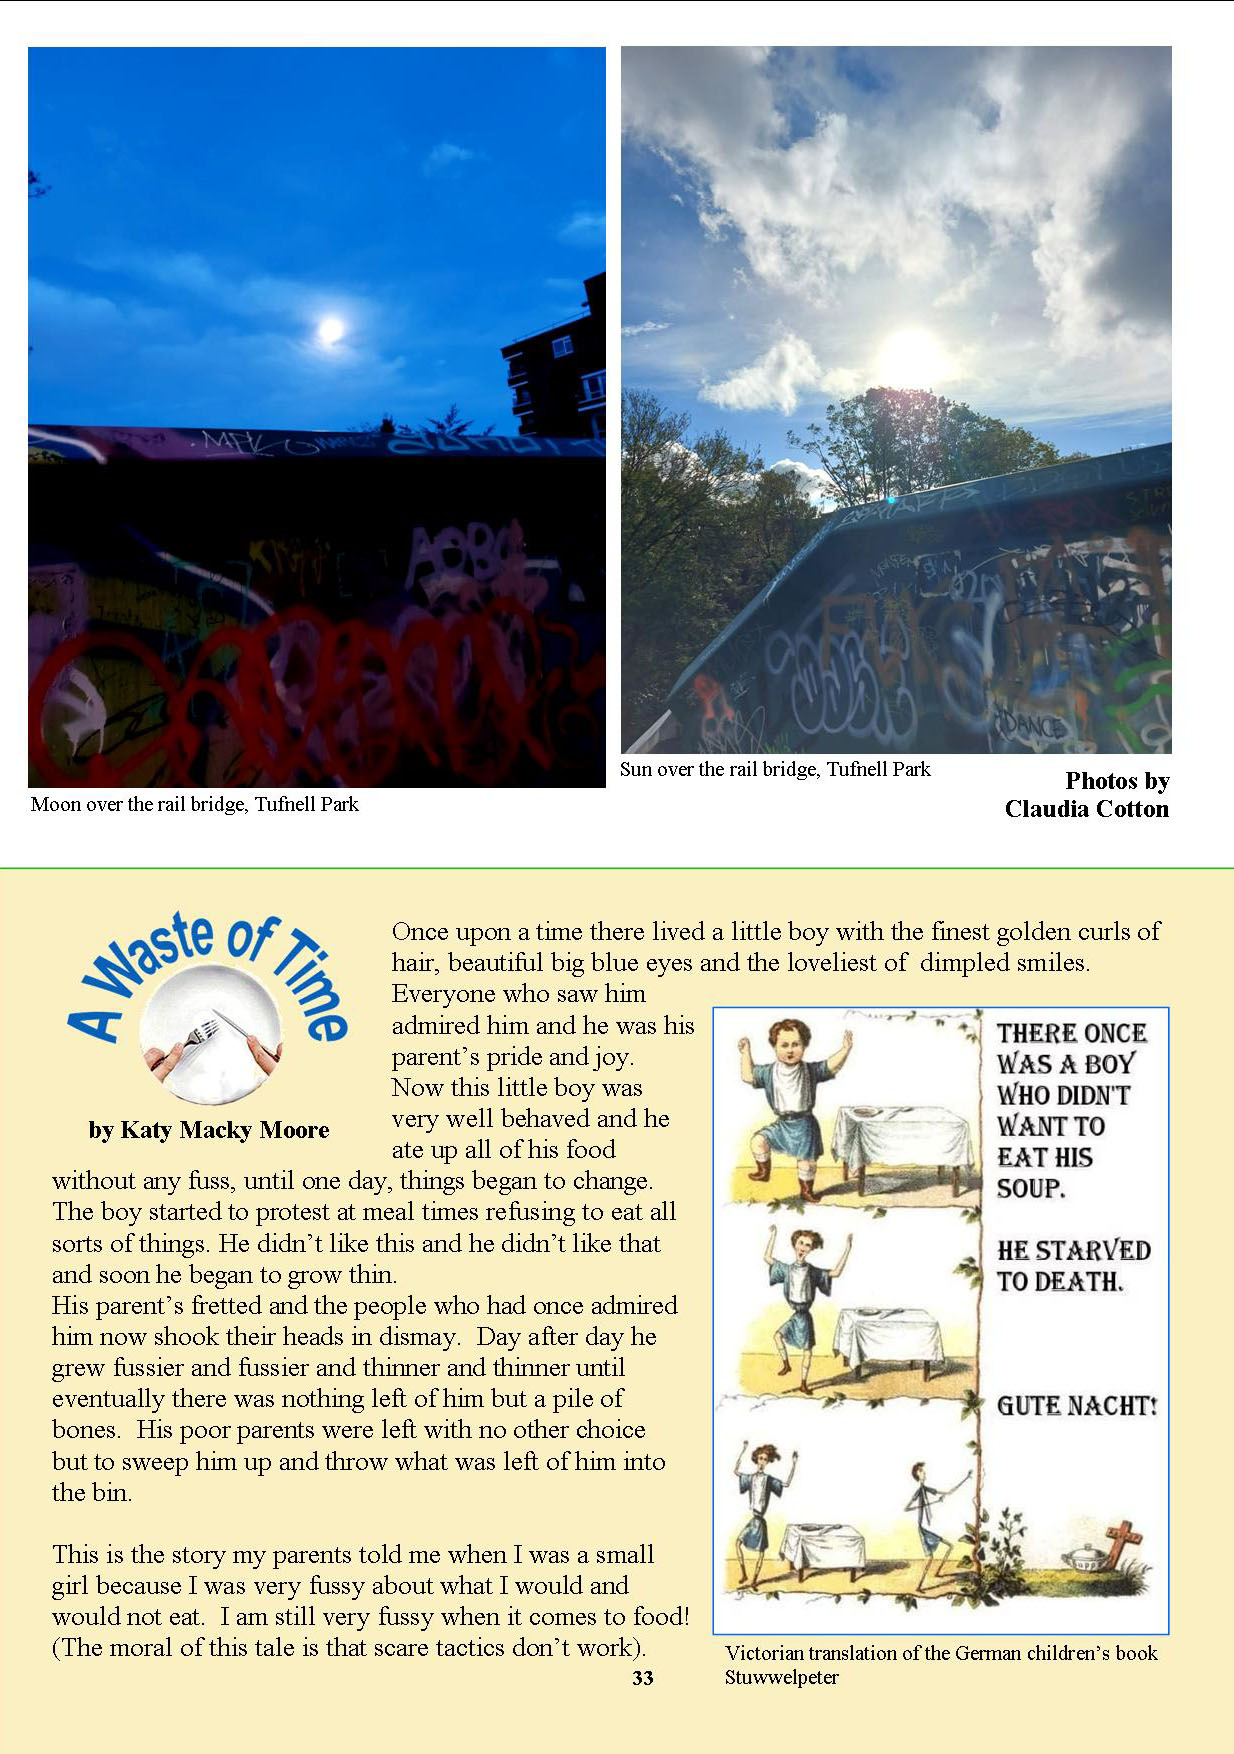 MPK
AOBO
Moon over the rail bridge, Tufnell Park
DANCE
Sun over the rail bridge, Tufnell Park
Photos by
Claudia Cotton
A Waste of Time
by Katy Macky Moore
Once upon a time there lived a little boy with the finest golden curls of
hair, beautiful big blue eyes and the loveliest of  dimpled smiles.
Everyone who saw him
admired him and he was his
parent’s pride and joy.
Now this little boy was
very well behaved and he
ate up all of his food
without any fuss, until one day, things began to change.
The boy started to protest at meal times refusing to eat all
sorts of things. He didn’t like this and he didn’t like that
and soon he began to grow thin.
His parent’s fretted and the people who had once admired
him now shook their heads in dismay.  Day after day he
grew fussier and fussier and thinner and thinner until
eventually there was nothing left of him but a pile of
bones.  His poor parents were left with no other choice
but to sweep him up and throw what was left of him into
the bin.
This is the story my parents told me when I was a small
girl because I was very fussy about what I would and
would not eat.  I am still very fussy when it comes to food!
(The moral of this tale is that scare tactics don’t work).
THERE ONCE
WAS A BOY
WHO DIDN'T
WANT TO
EAT HIS
SOUP.
HE STARVED
TO DEATH.
GUTE NACHT!
Victorian translation of the German children’s book
Stuwwelpeter
33